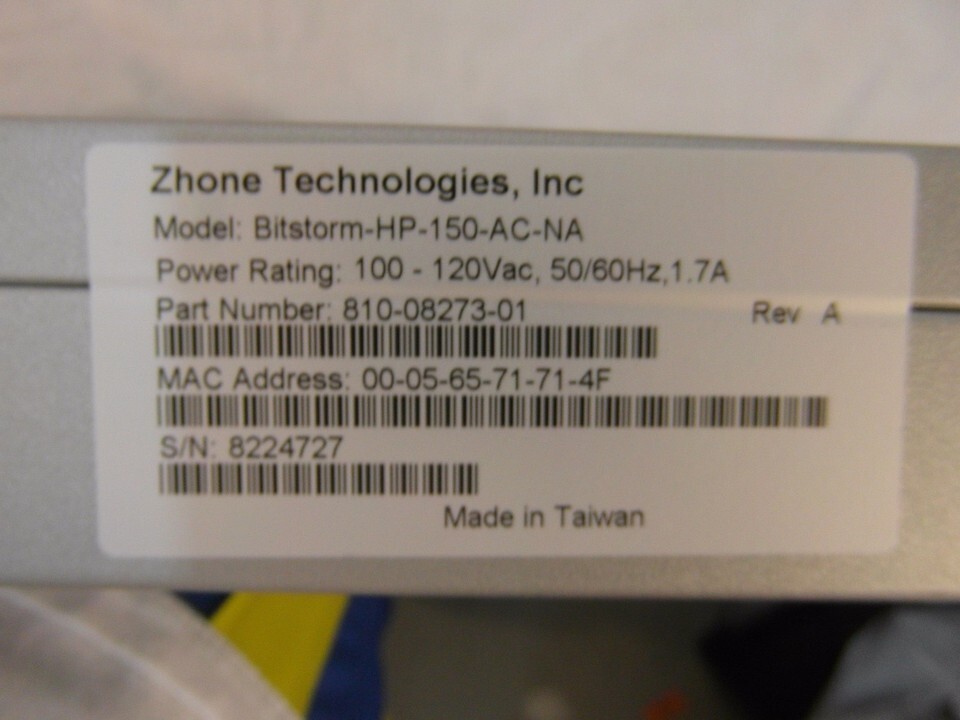 Zhone Technologies, Inc
Model: Bitstorm-HP-150-AC-NA
Power Rating: 100 - 120Vac, 50/60Hz,1.7A
Part Number: 810-08273-01 Rev A
MAC Address: 00-05-65-71-71-4F
S/N: 8224727
Made in Taiwan